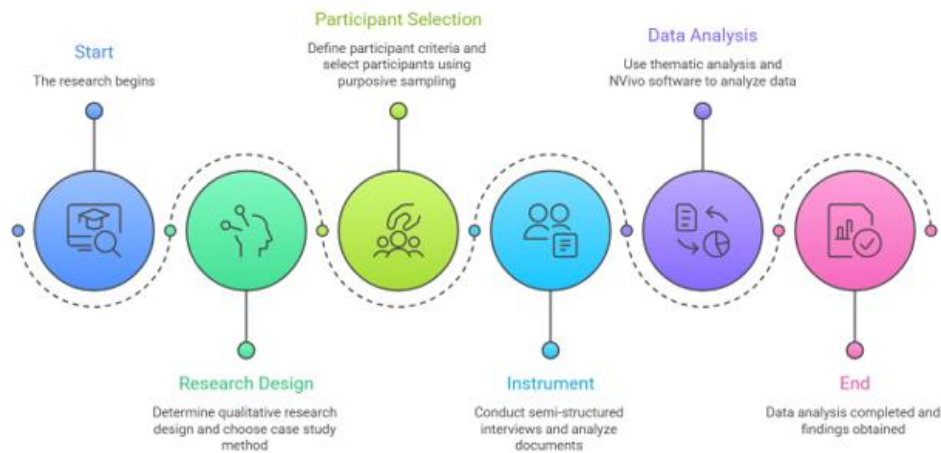 Start
The research begins
Research Design
Determine qualitative research
design and choose case study
method
Participant Selection
Define participant criteria and
select participants using
purposive sampling
Instrument
Conduct semi-structured
interviews and analyze
documents
Data Analysis
Use thematic analysis and
NVivo software to analyze data
End
Data analysis completed and
findings obtained